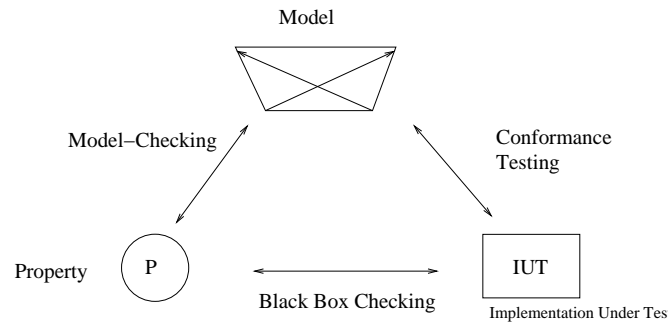 Model
Model–Checking
Conformance
Testing
Property
P
IUT
Black Box Checking
Implementation Under Tes